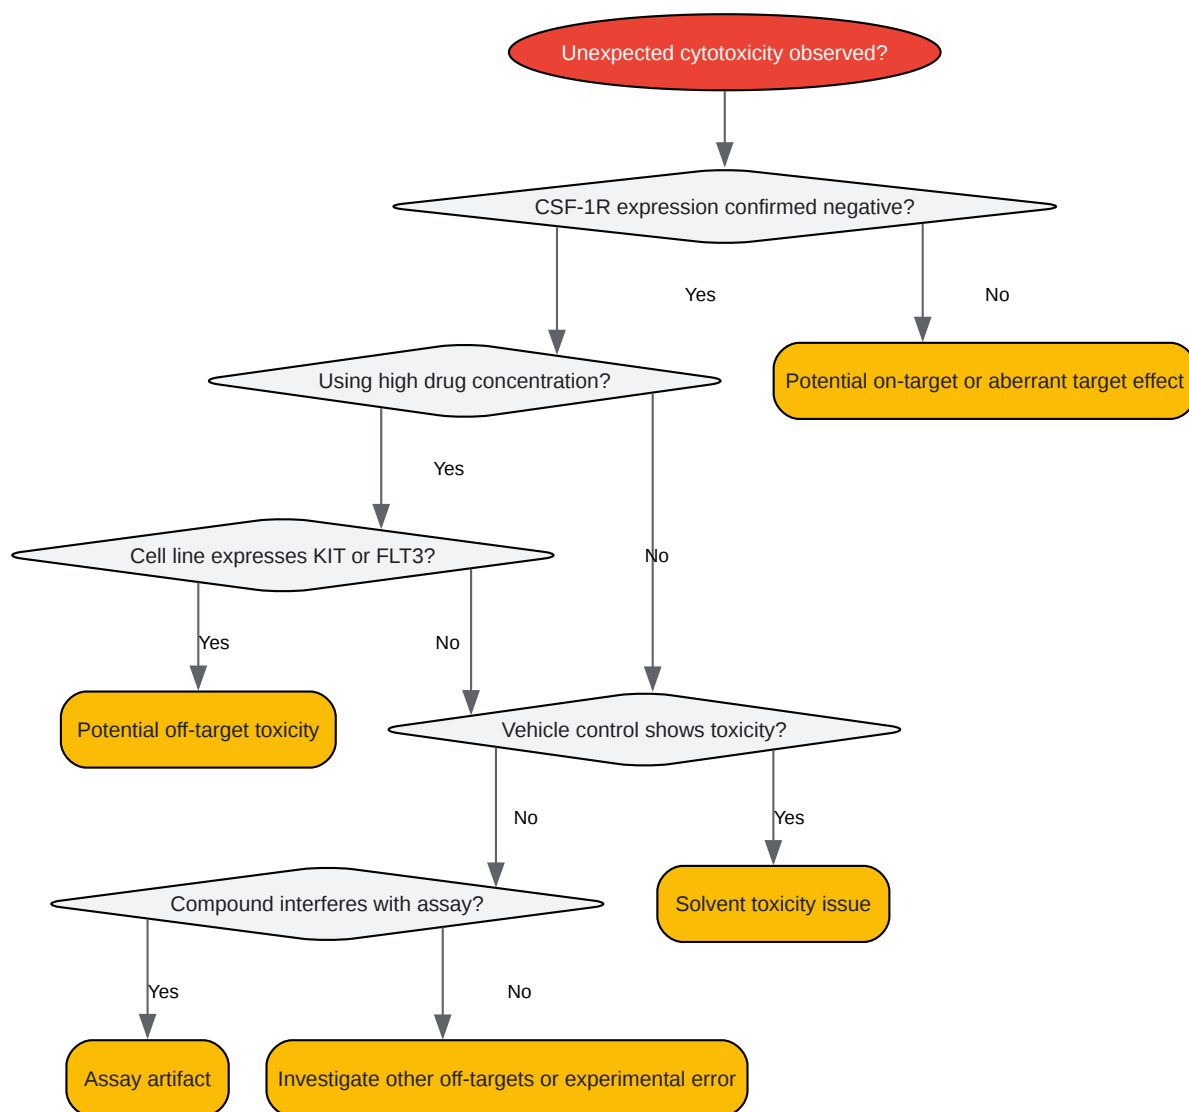 Unexpected cytotoxicity observed?
CSF-1R expression confirmed negative?
Yes
No
Using high drug concentration?
Potential on-target or aberrant target effect
Yes
Cell line expresses KIT or FLT3?
No
Yes
No
Potential off-target toxicity
Vehicle control shows toxicity?
No
Yes
Compound interferes with assay?
Solvent toxicity issue
Yes
No
Assay artifact
Investigate other off-targets or experimental error